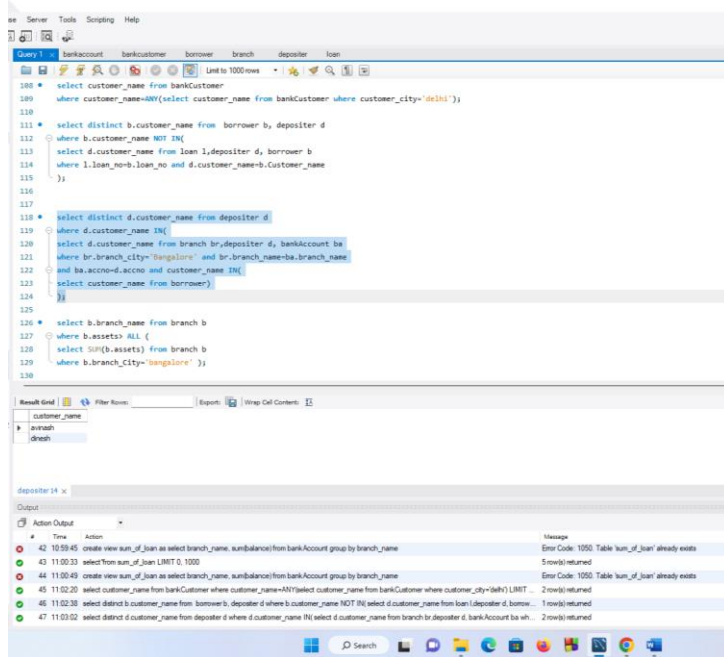 se Server Tools Scripting Help
Query 1 bankaccount bankcustomer borrower branch depositer loan
Limit to 1000 rows
108 select customer_name from bankCustomer
109 where customer_name=ANY(select customer_name from bankCustomer where customer_city='delhi');
110
111 select distinct b.customer_name from borrower b, depositer d
112 where b.customer_name NOT IN(
113 select d.customer_name from loan l,depositer d, borrower b
114 where l.loan_no=b.loan_no and d.customer_name=b.Customer_name
115 );
116
117
118 select distinct d.customer_name from depositer d
119 where d.customer_name IN(
120 select d.customer_name from branch br,depositer d, bankAccount ba
121 where br.branch_city='Bangalore' and br.branch_name=ba.branch_name
122 and ba.accno=d.accno and customer_name IN(
123 select customer_name from borrower)
124 );
125
126 select b.branch_name from branch b
127 where b.assets> ALL (
128 select SUM(b.assets) from branch b
129 where b.branch_City='bangalore' );
130
Result Grid Filter Rows: Export: Wrap Cell Content:
customer_name
avinash
dinesh
depositer 14
Output
Action Output
# Time Action Message
42 10:59:45 create view sum_of_loan as select branch_name, sum(balance) from bankAccount group by branch_name Error Code: 1050. Table 'sum_of_loan' already exists
43 11:00:33 select*from sum_of_loan LIMIT 0, 1000 5 row(s) returned
44 11:00:49 create view sum_of_loan as select branch_name, sum(balance) from bankAccount group by branch_name Error Code: 1050. Table 'sum_of_loan' already exists
45 11:02:20 select customer_name from bankCustomer where customer_name=ANY(select customer_name from bankCustomer where customer_city='delhi') LIMIT ... 2 row(s) returned
46 11:02:38 select distinct b.customer_name from borrower b, depositer d where b.customer_name NOT IN( select d.customer_name from loan l,depositer d, borrow... 1 row(s) returned
47 11:03:02 select distinct d.customer_name from depositer d where d.customer_name IN( select d.customer_name from branch br,depositer d, bankAccount ba wh... 2 row(s) returned
Search